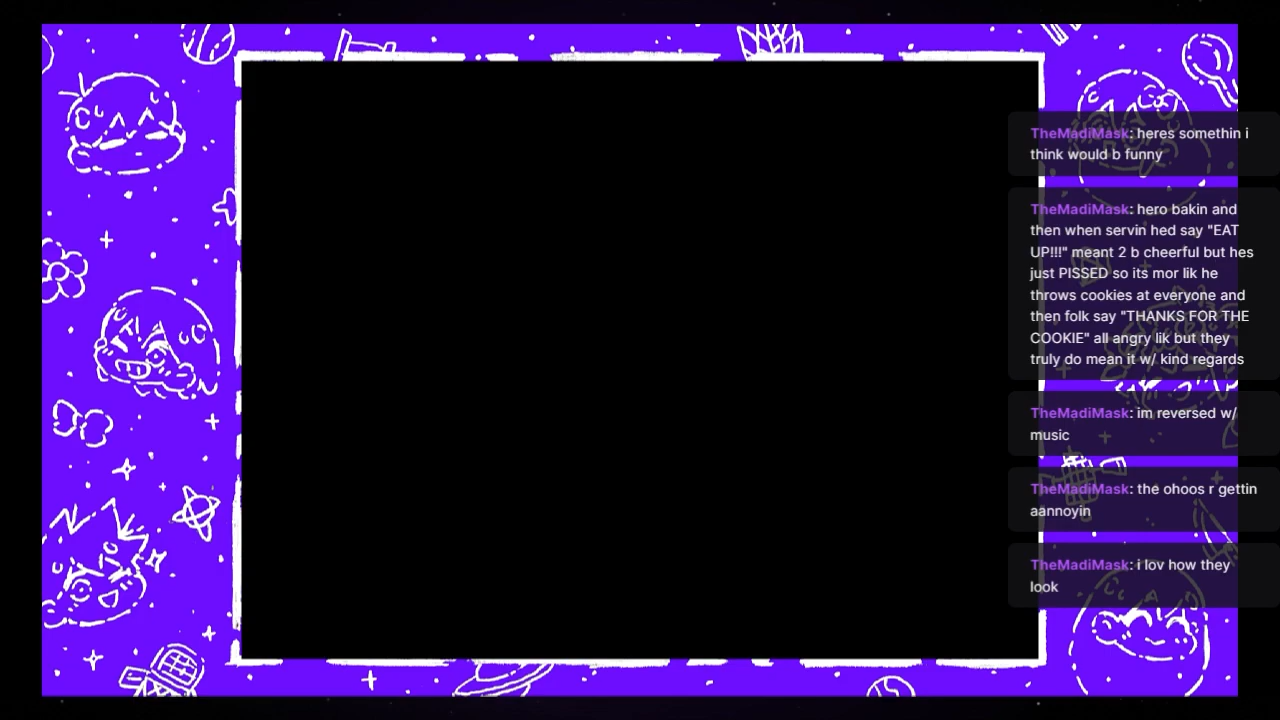 TheMadiMask: heres somethin i
think would b funny
TheMadiMask: hero bakin and
then when servin hed say "EAT
UP!!!" meant 2 b cheerful but hes
just PISSED so its mor lik he
throws cookies at everyone and
then folk say "THANKS FOR THE
COOKIE" all angry lik but they
truly do mean it w/ kind regards
TheMadiMask: im reversed w/
music
TheMadiMask: the ohoos r gettin
aannoyin
TheMadiMask: i lov how they
look